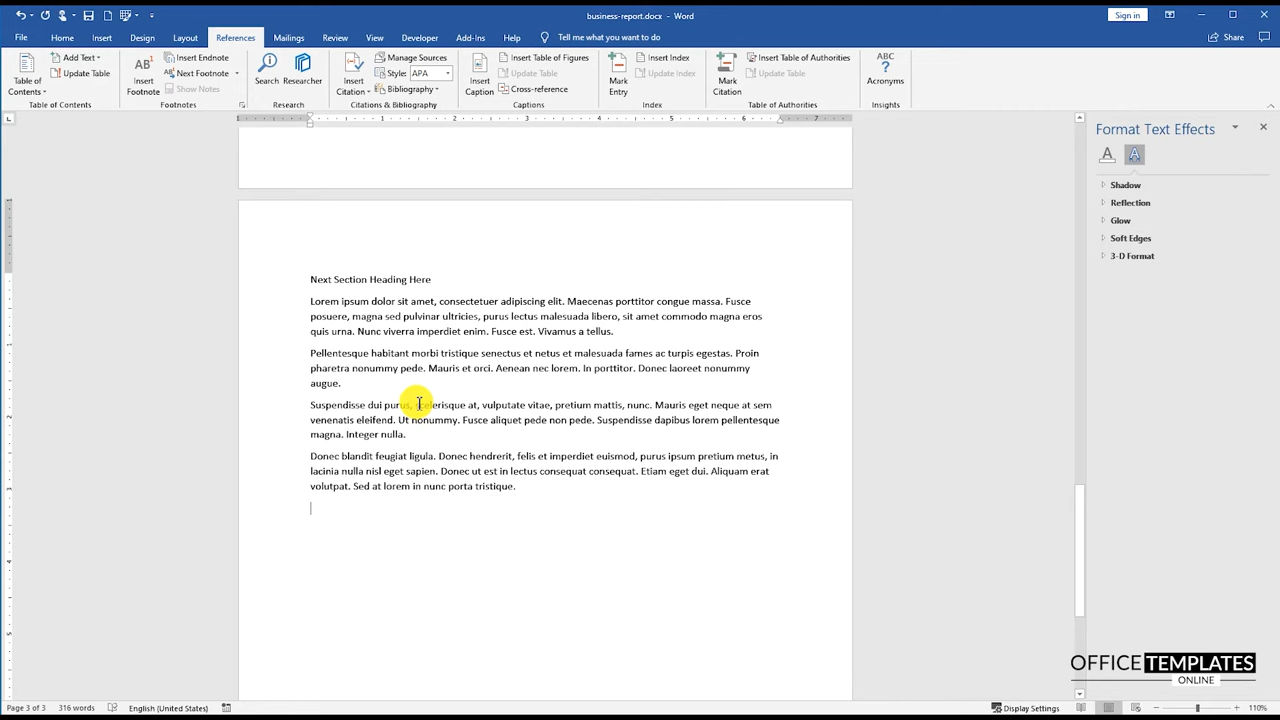 business-report.docx - Word
Sign in
File Home Insert Design Layout References Mailings Review View Developer Add-Ins Help Tell me what you want to do
Share
Table of Contents
Add Text
Update Table
Table of Contents
AB1
Insert Footnote
Insert Endnote
Next Footnote
Show Notes
Footnotes
Search
Researcher
Research
Insert Citation
Manage Sources
Style: APA
Bibliography
Citations & Bibliography
Insert Caption
Insert Table of Figures
Update Table
Cross-reference
Captions
Mark Entry
Insert Index
Update Index
Index
Mark Citation
Insert Table of Authorities
Update Table
Table of Authorities
ABC
?
Acronyms
Insights
1 1 2 3 4 5 6 7
Format Text Effects
A A
Shadow
Reflection
Glow
Soft Edges
3-D Format
Next Section Heading Here
Lorem ipsum dolor sit amet, consectetuer adipiscing elit. Maecenas porttitor congue massa. Fusce
posuere, magna sed pulvinar ultricies, purus lectus malesuada libero, sit amet commodo magna eros
quis urna. Nunc viverra imperdiet enim. Fusce est. Vivamus a tellus.
Pellentesque habitant morbi tristique senectus et netus et malesuada fames ac turpis egestas. Proin
pharetra nonummy pede. Mauris et orci. Aenean nec lorem. In porttitor. Donec laoreet nonummy
augue.
Suspendisse dui purus, scelerisque at, vulputate vitae, pretium mattis, nunc. Mauris eget neque at sem
venenatis eleifend. Ut nonummy. Fusce aliquet pede non pede. Suspendisse dapibus lorem pellentesque
magna. Integer nulla.
Donec blandit feugiat ligula. Donec hendrerit, felis et imperdiet euismod, purus ipsum pretium metus, in
lacinia nulla nisl eget sapien. Donec ut est in lectus consequat consequat. Etiam eget dui. Aliquam erat
volutpat. Sed at lorem in nunc porta tristique.
OFFICE TEMPLATES
ONLINE
Page 3 of 3 316 words English (United States) Display Settings 110%